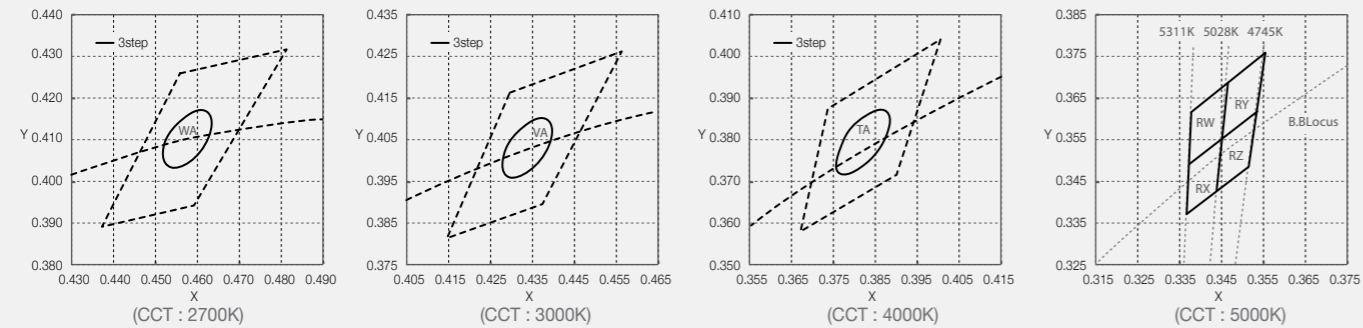 0.440
0.430
0.420
0.410
0.400
0.390
0.380
Y
3step
WA
0.430 0.440 0.450 0.460 0.470 0.480 0.490
X
(CCT : 2700K)
0.435
0.425
0.415
0.405
0.395
0.385
0.375
Y
3step
VA
0.405 0.415 0.425 0.435 0.445 0.455 0.465
X
(CCT : 3000K)
0.410
0.400
0.390
0.380
0.370
0.360
0.350
Y
3step
TA
0.355 0.365 0.375 0.385 0.395 0.405 0.415
X
(CCT : 4000K)
0.385
0.375
0.365
0.355
0.345
0.335
0.325
Y
5311K 5028K 4745K
RY
RW
B.BLocus
RZ
RX
0.315 0.325 0.335 0.345 0.355 0.365 0.375
X
(CCT : 5000K)